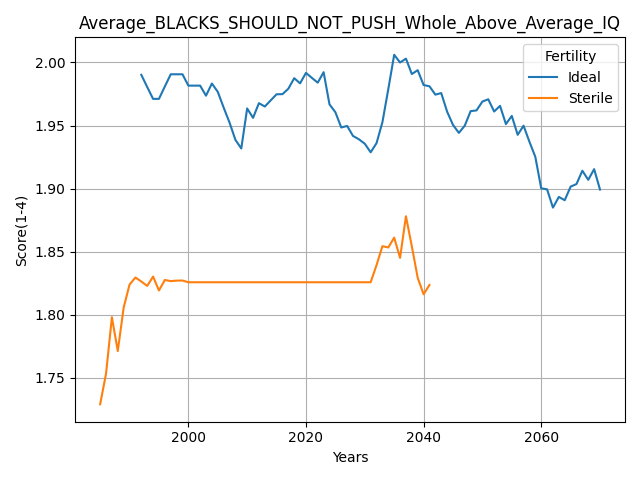 Average_BLACKS_SHOULD_NOT_PUSH_Whole_Above_Average_IQ
Fertility
Ideal
Sterile
Score(1-4)
2.00
1.95
1.90
1.85
1.80
1.75
2000 2020 2040 2060
Years